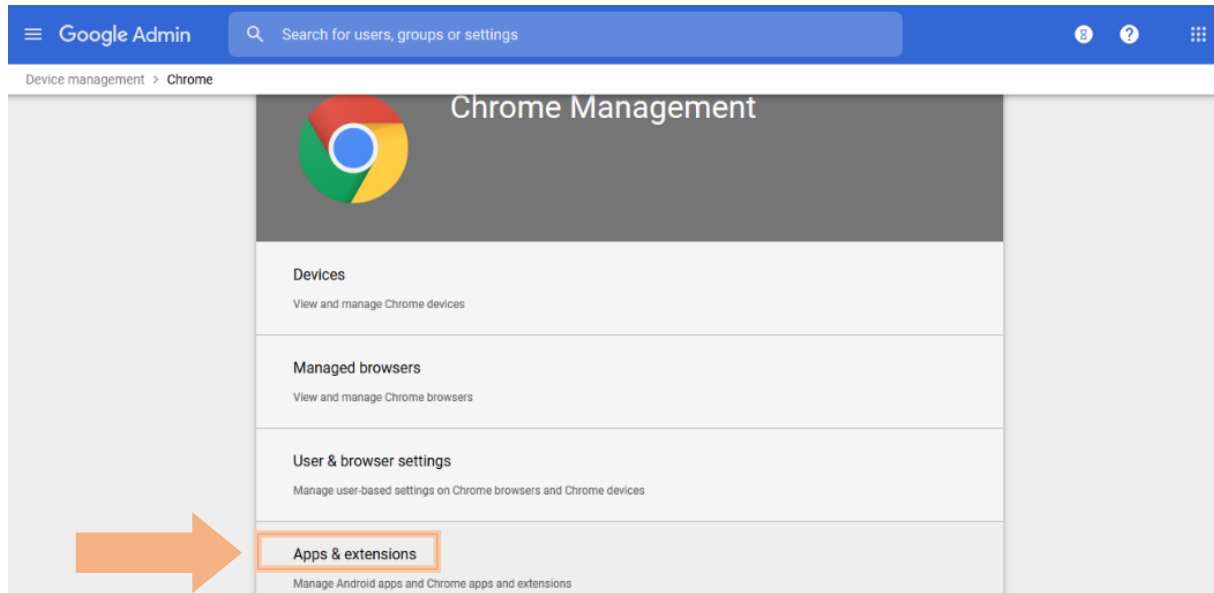 Google Admin
Search for users, groups or settings
8
?
Device management > Chrome
Chrome Management
Devices
View and manage Chrome devices
Managed browsers
View and manage Chrome browsers
User & browser settings
Manage user-based settings on Chrome browsers and Chrome devices
Apps & extensions
Manage Android apps and Chrome apps and extensions